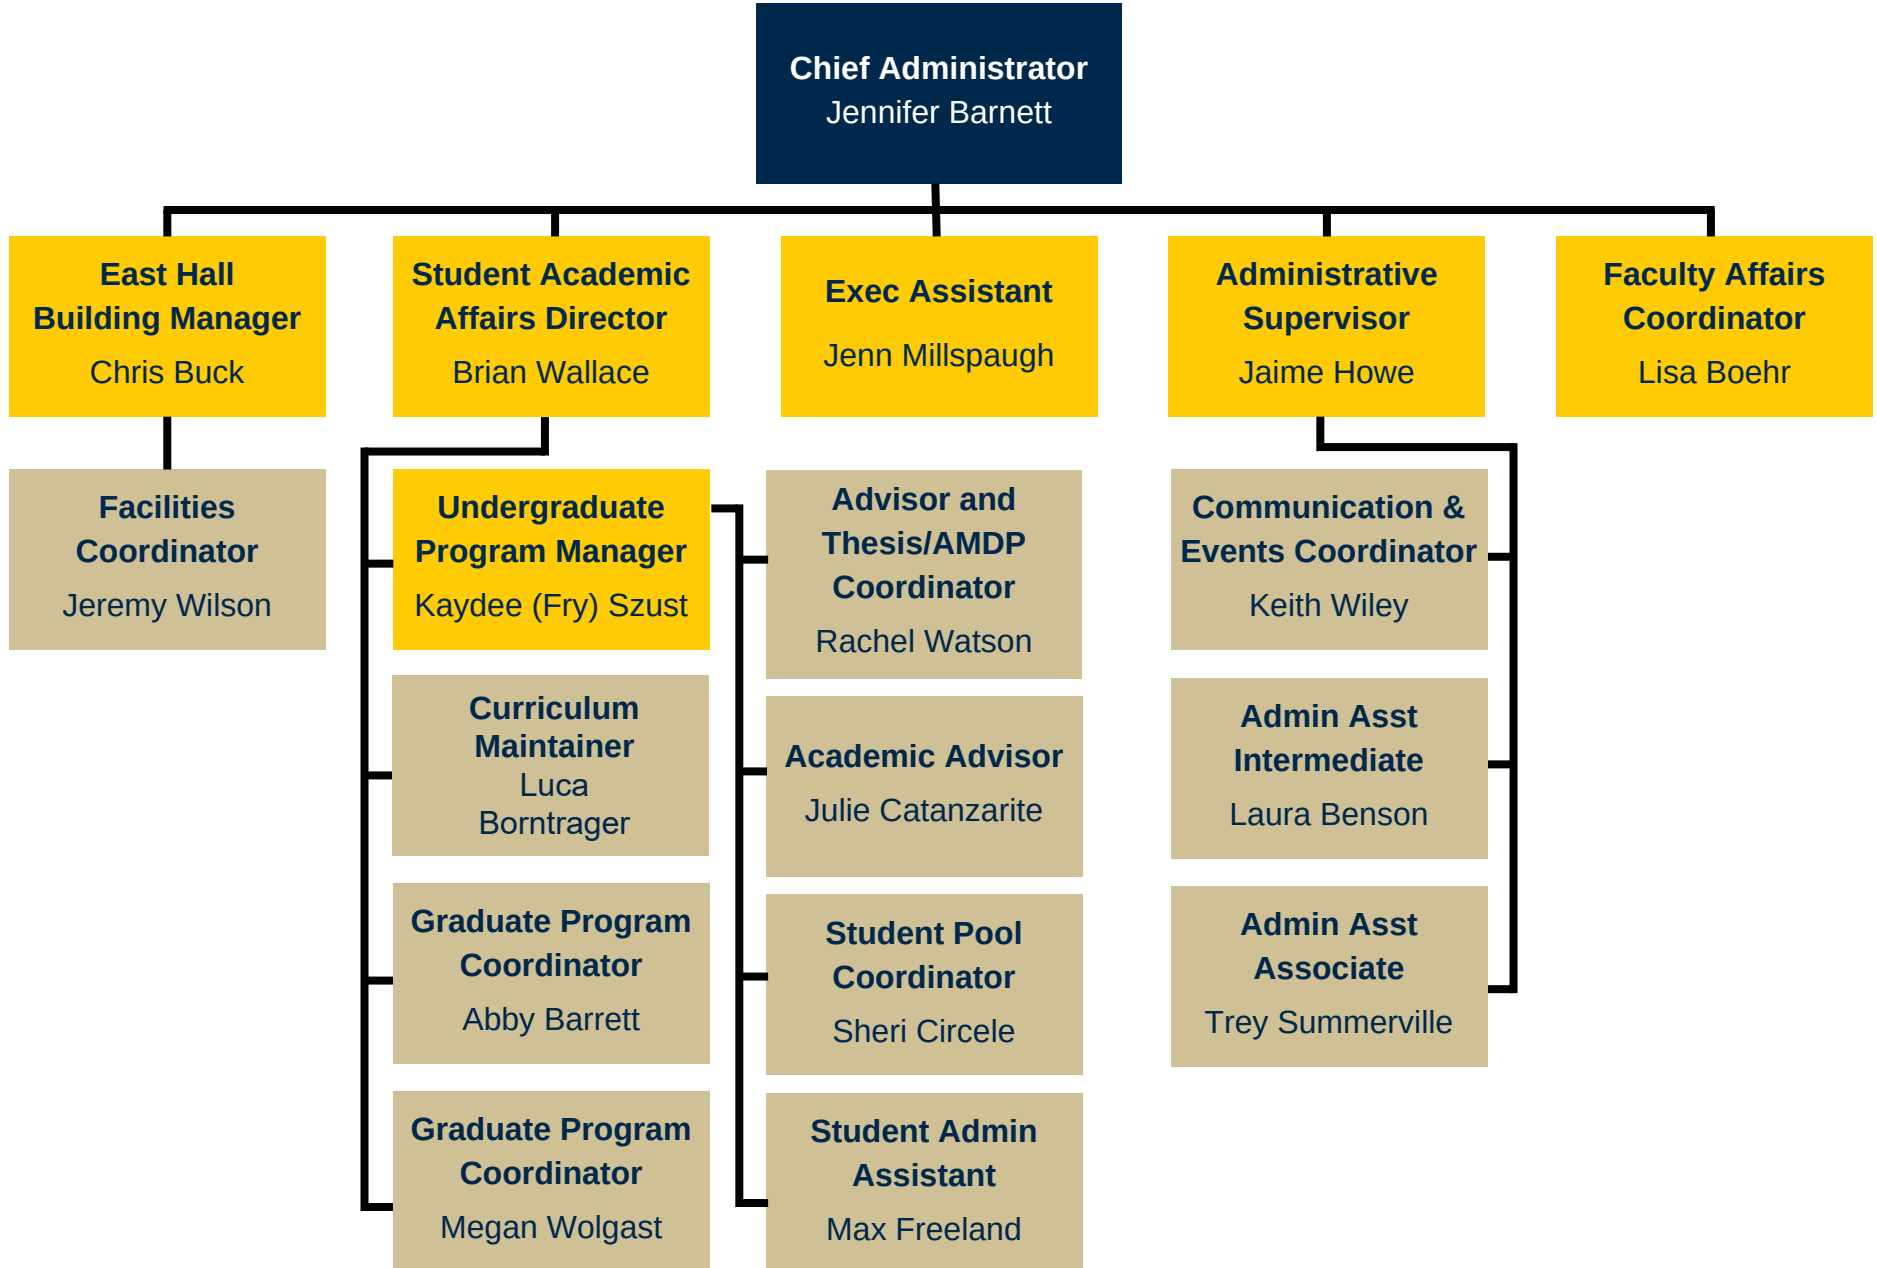 Chief Administrator
Jennifer Barnett
East Hall
Building Manager
Chris Buck
Student Academic
Affairs Director
Brian Wallace
Exec Assistant
Jenn Millspaugh
Administrative
Supervisor
Jaime Howe
Faculty Affairs
Coordinator
Lisa Boehr
Facilities
Coordinator
Jeremy Wilson
Undergraduate
Program Manager
Kaydee (Fry) Szust
Advisor and
Thesis/AMDP
Coordinator
Rachel Watson
Communication &
Events Coordinator
Keith Wiley
Curriculum
Maintainer
Luca
Borntrager
Academic Advisor
Julie Catanzarite
Admin Asst
Intermediate
Laura Benson
Graduate Program
Coordinator
Abby Barrett
Student Pool
Coordinator
Sheri Circele
Admin Asst
Associate
Trey Summerville
Graduate Program
Coordinator
Megan Wolgast
Student Admin
Assistant
Max Freeland